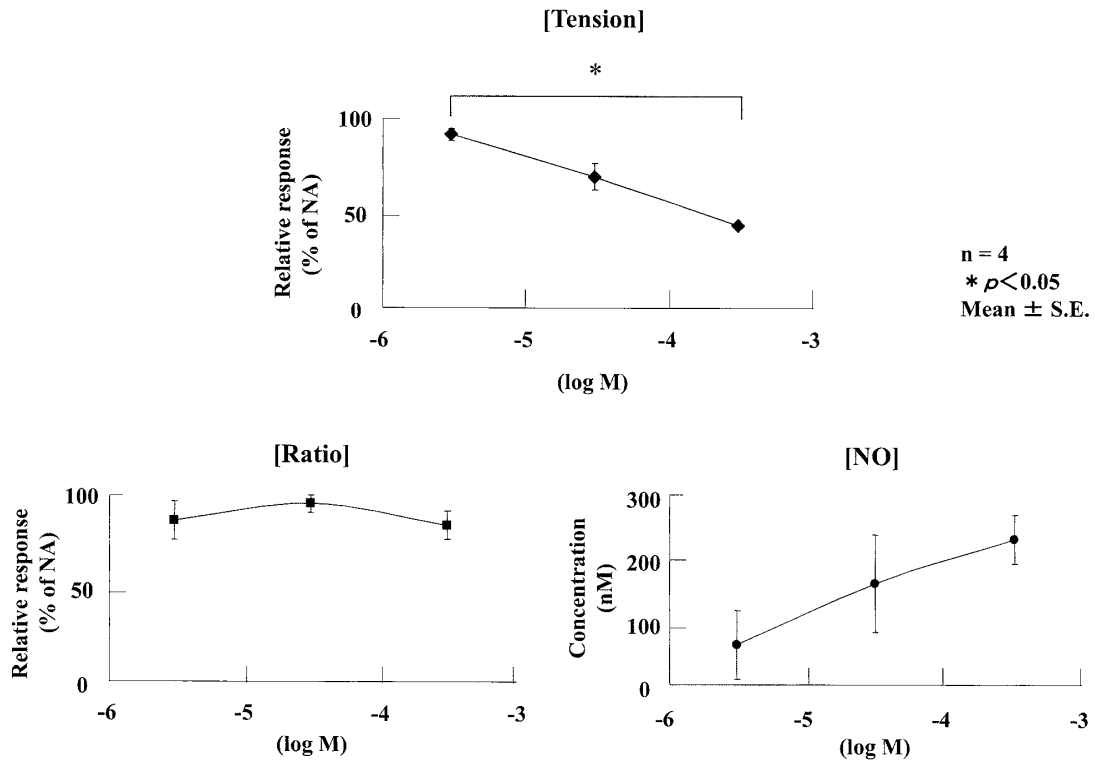 [Tension]
*
Relative response
(% of NA)
100
50
0
-6 -5 -4 -3
(log M)
n = 4
* p<0.05
Mean ± S.E.
[Ratio]
Relative response
(% of NA)
100
50
0
-6 -5 -4 -3
(log M)
[NO]
Concentration
(nM)
300
200
100
0
-6 -5 -4 -3
(log M)